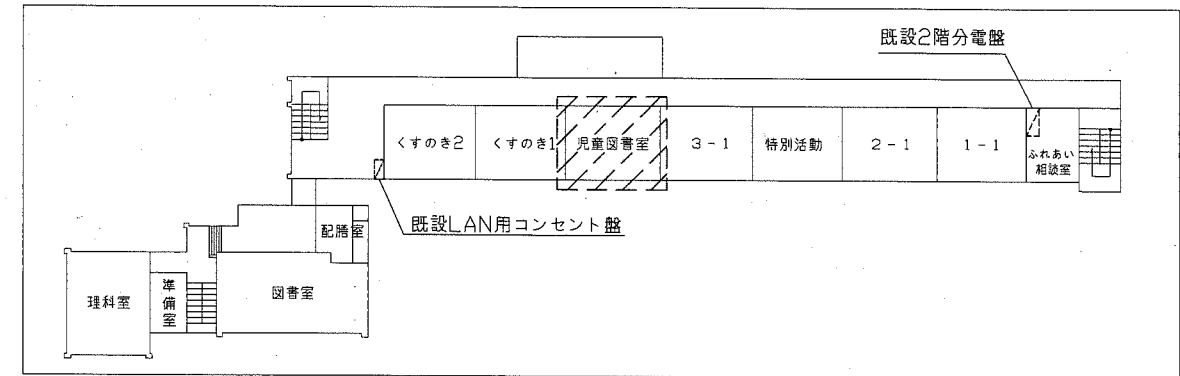 既設2階分電盤
くすのき2
くすのき1
児童図書室
3-1
特別活動
2-1
1-1
ふれあい
相談室
既設LAN用コンセント盤
配膳室
理科室
準備室
図書室